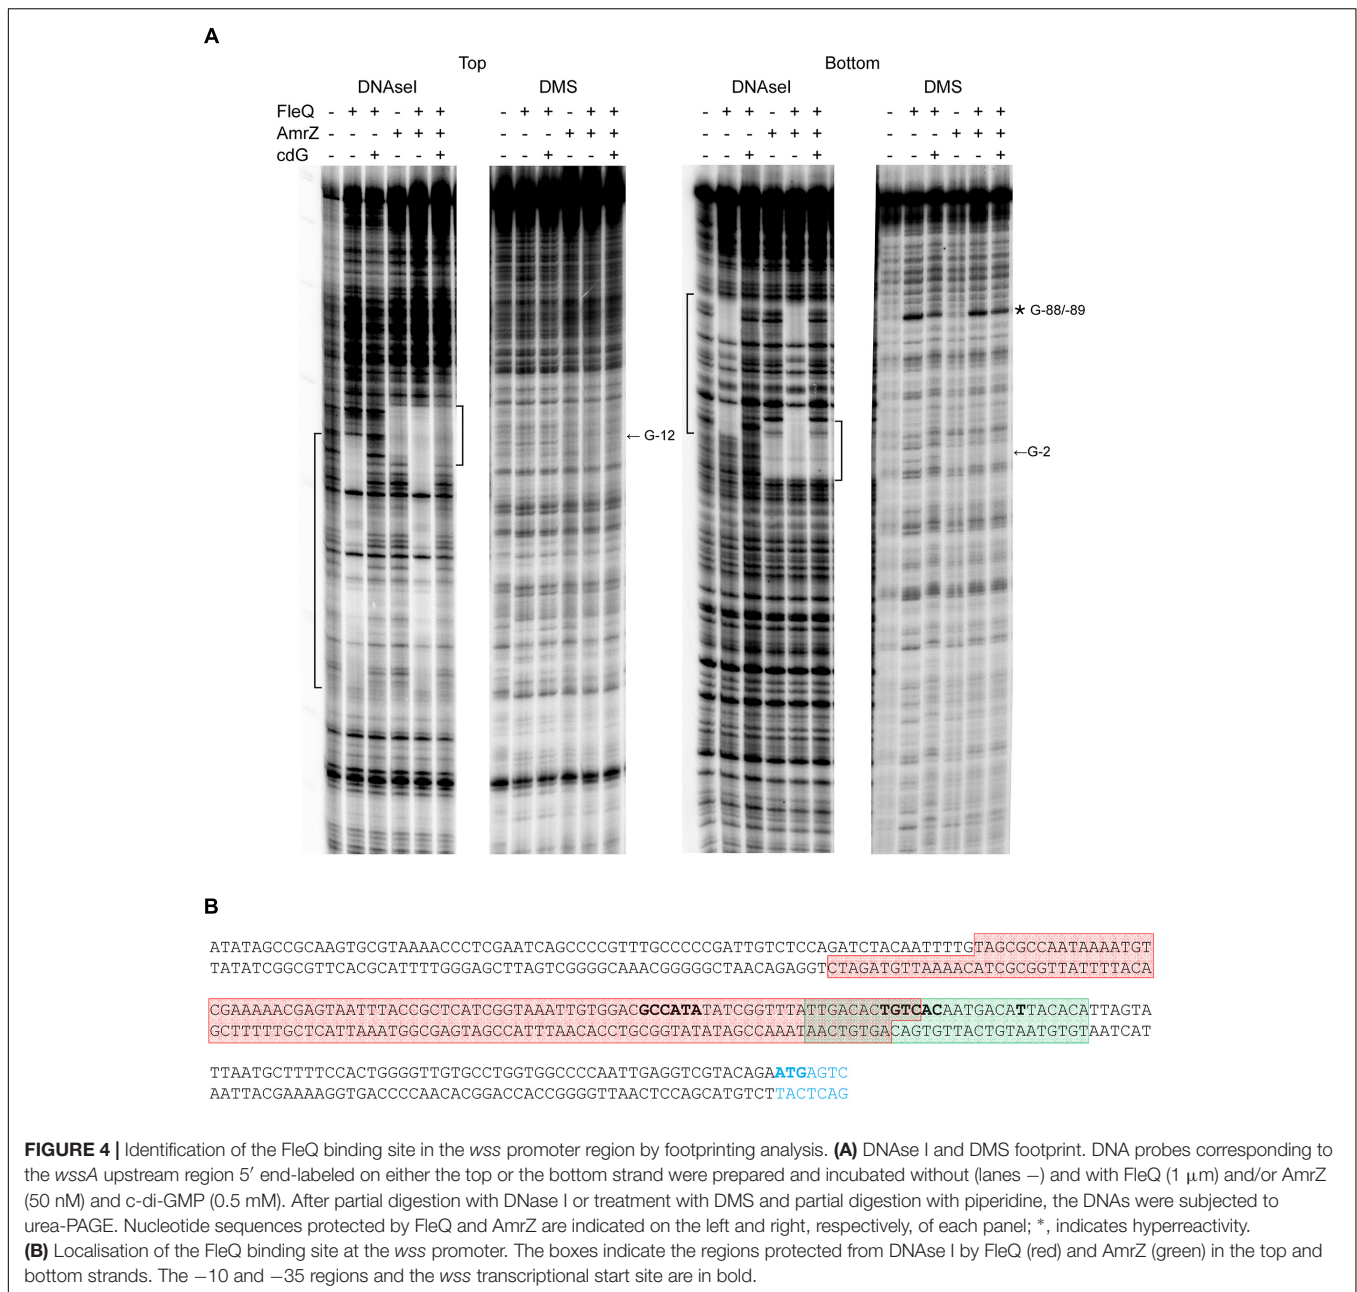 A
Top Bottom
DNAseI DMS DNAseI DMS
FleQ - + + - + + - + + - + + - + + - + + - + + - + +
AmrZ - - - + + + - - - + + + - - - + + + - - - + + +
cdG - - + - - + - - + - - + - - + - - + - - + - - +
* G-88/-89
← G-12
←G-2
B
ATATAGCCGCAAGTGCGTAAAACCCTCGAATCAGCCCCGTTTGCCCCCGATTGTCTCCAGATCTACAATTTTGTAGCGCCAATAAAATGT
TATATCGGCGTTCACGCATTTTGGGAGCTTAGTCGGGGCAAACGGGGGCTAACAGAGGTCTAGATGTTAAAACATCGCGGTTATTTTACA
CGAAAAACGAGTAATTTACCGCTCATCGGTAAATTGTGGACGCCATATATCGGTTTATTGACACTGTCACAATGACATTACACATTAGTA
GCTTTTTGCTCATTAAATGGCGAGTAGCCATTTAACACCTGCGGTATATAGCCAAATAACTGTGACAGTGTTACTGTAATGTGTAATCAT
TTAATGCTTTTCCACTGGGGTTGTGCCTGGTGGCCCCAATTGAGGTCGTACAGAATGAGTC
AATTACGAAAAGGTGACCCCAACACGGACCACCGGGGTTAACTCCAGCATGTCTTACTCAG
FIGURE 4 | Identification of the FleQ binding site in the wss promoter region by footprinting analysis. (A) DNAse I and DMS footprint. DNA probes corresponding to
the wssA upstream region 5′ end-labeled on either the top or the bottom strand were prepared and incubated without (lanes −) and with FleQ (1 μm) and/or AmrZ
(50 nM) and c-di-GMP (0.5 mM). After partial digestion with DNase I or treatment with DMS and partial digestion with piperidine, the DNAs were subjected to
urea-PAGE. Nucleotide sequences protected by FleQ and AmrZ are indicated on the left and right, respectively, of each panel; *, indicates hyperreactivity.
(B) Localisation of the FleQ binding site at the wss promoter. The boxes indicate the regions protected from DNAse I by FleQ (red) and AmrZ (green) in the top and
bottom strands. The −10 and −35 regions and the wss transcriptional start site are in bold.